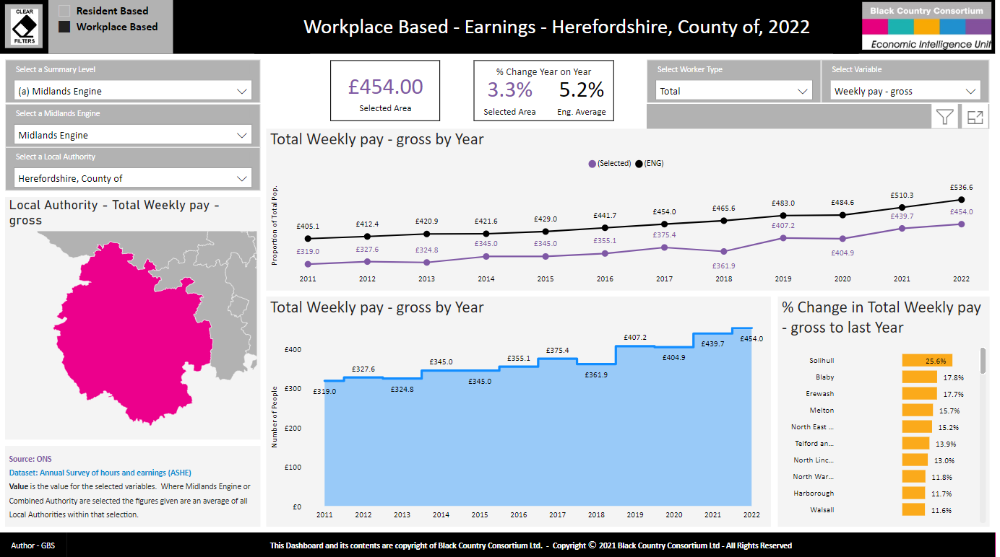 CLEAR
FILTERS
Resident Based
Workplace Based
Workplace Based - Earnings - Herefordshire, County of, 2022
Black Country Consortium
Economic Intelligence Unit
Select a Summary Level
(a) Midlands Engine
Select a Midlands Engine
Midlands Engine
Select a Local Authority
Herefordshire, County of
£454.00
Selected Area
% Change Year on Year
3.3% 5.2%
Selected Area Eng. Average
Select Worker Type
Total
Select Variable
Weekly pay - gross
Total Weekly pay - gross by Year
(Selected) (ENG)
Proportion of Total Pop.
£405.1 £412.4 £420.9 £421.6 £429.0 £441.7 £454.0 £465.6 £483.0 £484.6 £510.3 £536.6
£319.0 £327.6 £324.8 £345.0 £345.0 £355.1 £375.4 £361.9 £407.2 £404.9 £439.7 £454.0
2011 2012 2013 2014 2015 2016 2017 2018 2019 2020 2021 2022
Local Authority - Total Weekly pay -
gross
Source: ONS
Dataset: Annual Survey of hours and earnings (ASHE)
Value is the value for the selected variables. Where Midlands Engine or
Combined Authority are selected the figures given are an average of all
Local Authorities within that selection.
Total Weekly pay - gross by Year
Number of People
£400
£300
£200
£100
£0
£319.0 £327.6 £324.8 £345.0 £345.0 £355.1 £375.4 £361.9 £407.2 £404.9 £439.7 £454.0
2011 2012 2013 2014 2015 2016 2017 2018 2019 2020 2021 2022
% Change in Total Weekly pay
- gross to last Year
Solihull 25.6%
Blaby 17.8%
Erewash 17.7%
Melton 15.7%
North East ... 15.2%
Telford an... 13.9%
North Linc... 13.0%
North War... 11.8%
Harborough 11.7%
Walsall 11.6%
Author - GBS
This Dashboard and its contents are copyright of Black Country Consortium Ltd. - Copyright © 2021 Black Country Consortium Ltd - All Rights Reserved